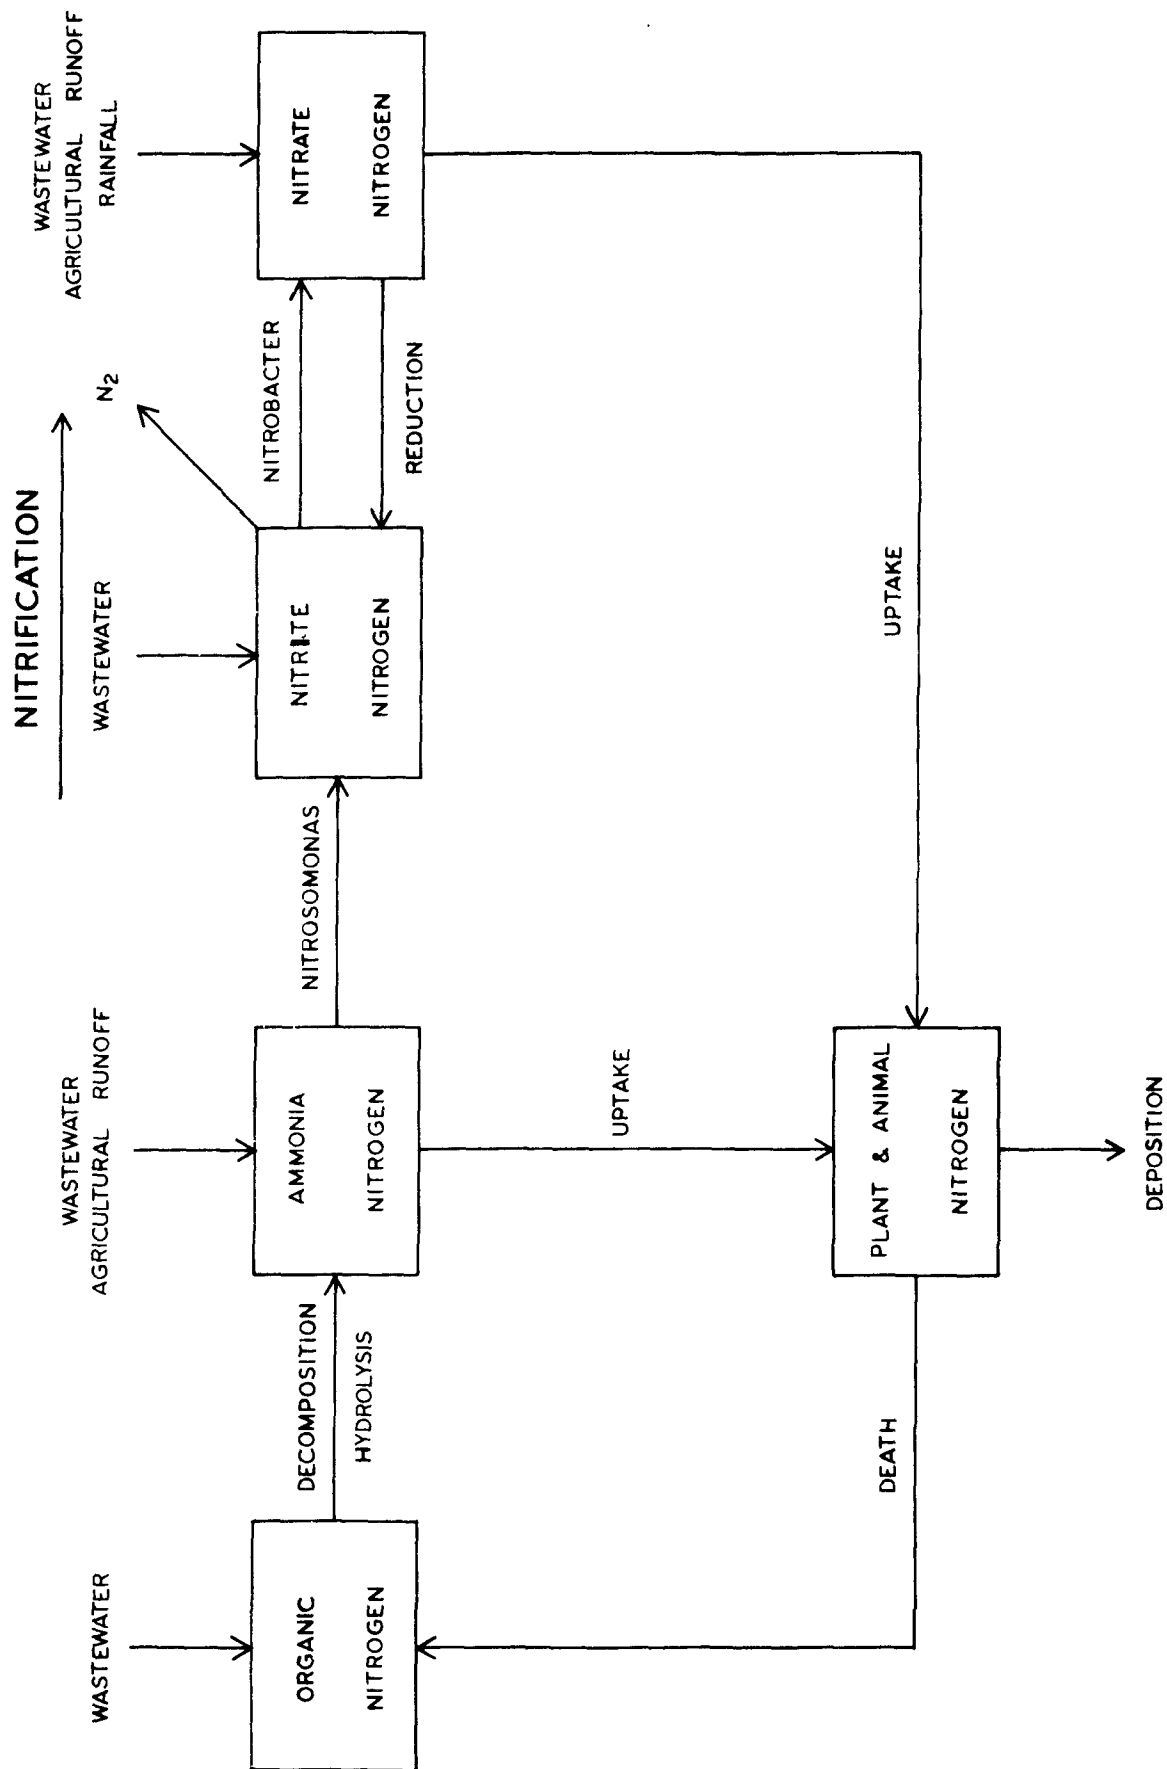 NITRIFICATION
WASTEWATER
WASTEWATER
AGRICULTURAL RUNOFF
WASTEWATER
N2
WASTEWATER
AGRICULTURAL RUNOFF
RAINFALL
ORGANIC
NITROGEN
DECOMPOSITION
HYDROLYSIS
AMMONIA
NITROGEN
NITROSOMONAS
NITRITE
NITROGEN
NITROBACTER
REDUCTION
NITRATE
NITROGEN
UPTAKE
UPTAKE
DEATH
PLANT & ANIMAL
NITROGEN
DEPOSITION